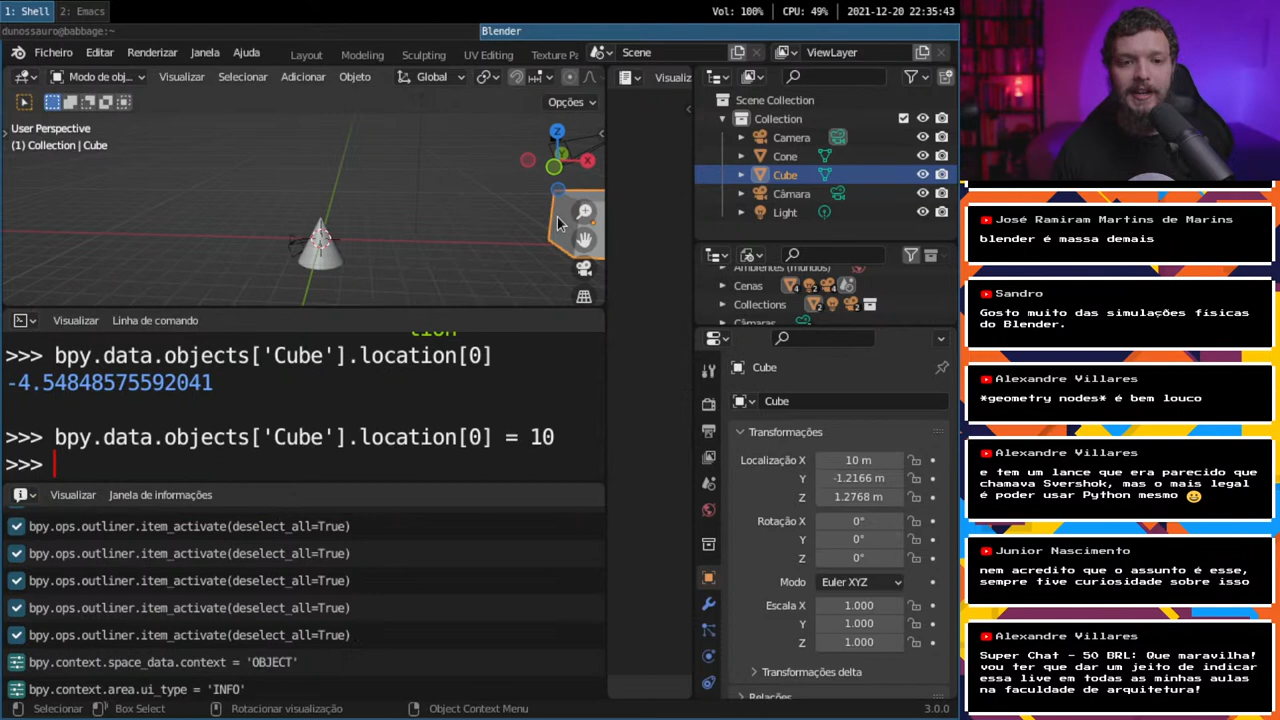 1: Shell
2: Emacs
Vol: 100%
CPU: 49%
2021-12-20 22:35:43
dunossauro@babbage:~
Blender
Ficheiro
Editar
Renderizar
Janela
Ajuda
Layout
Modeling
Sculpting
UV Editing
Texture Pa
Scene
ViewLayer
Modo de obj...
Visualizar
Selecionar
Adicionar
Objeto
Global
Visualiz
Opções
User Perspective
(1) Collection | Cube
Z
Y
X
Scene Collection
Collection
Camera
Cone
Cube
Câmara
Light
Ambientes (mundos)
Cenas
Collections
Câmaras
Visualizar
Linha de comando
tion
>>> bpy.data.objects['Cube'].location[0]
-4.54848575592041
>>> bpy.data.objects['Cube'].location[0] = 10
>>>
Visualizar
Janela de informações
bpy.ops.outliner.item_activate(deselect_all=True)
bpy.ops.outliner.item_activate(deselect_all=True)
bpy.ops.outliner.item_activate(deselect_all=True)
bpy.ops.outliner.item_activate(deselect_all=True)
bpy.ops.outliner.item_activate(deselect_all=True)
bpy.context.space_data.context = 'OBJECT'
bpy.context.area.ui_type = 'INFO'
Cube
Cube
Transformações
Localização X 10 m
Y -1.2166 m
Z 1.2768 m
Rotação X 0°
Y 0°
Z 0°
Modo Euler XYZ
Escala X 1.000
Y 1.000
Z 1.000
Transformações delta
Relações
Selecionar
Box Select
Rotacionar visualização
Object Context Menu
3.0.0
José Ramiram Martins de Marins
blender é massa demais
Sandro
Gosto muito das simulações fisicas
do Blender.
Alexandre Villares
*geometry nodes* é bem louco
Alexandre Villares
e tem um lance que era parecido que
chamava Svershok, mas o mais legal
é poder usar Python mesmo 😀
Junior Nascimento
nem acredito que o assunto é esse,
sempre tive curiosidade sobre isso
Alexandre Villares
Super Chat - 50 BRL: Que maravilha!
vou ter que dar um jeito de indicar
essa live em todas as minhas aulas
na faculdade de arquitetura!